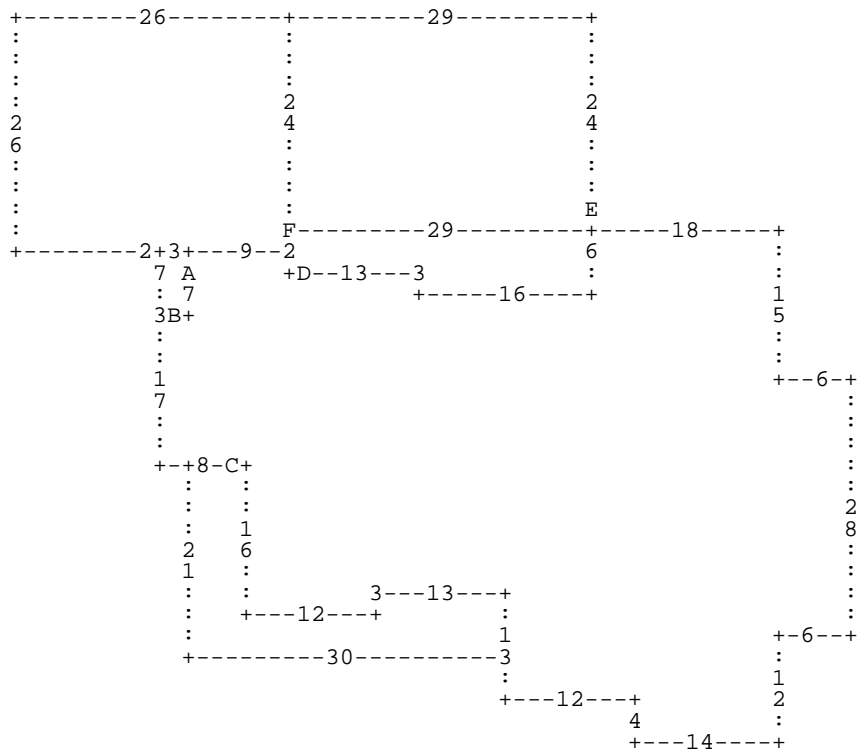 +--------26--------+---------29---------+
:                  :                    :
:                  :                    :
:                  :                    :
:                  2                    2
2                  4                    4
6                  :                    :
:                  :                    :
:                  :                    :
:                  :                    E
:                  F---------29---------+-----18-----+
+--------2+3+---9--2                    6            :
          7 A      +D--13---3           :            :
          : 7               +-----16----+            1
          3B+                                        5
          :                                          :
          :                                          :
          1                                          +--6-+
          7                                               :
          :                                               :
          :                                               :
          +-+8-C+                                         :
            :   :                                         :
            :   :                                         2
            :   1                                         8
            2   6                                         :
            1   :                                         :
            :   :        3---13---+                       :
            :   +---12---+        :                       :
            :                     1                  +-6--+
            +---------30----------3                  :
                                  :                  1
                                  +---12---+         2
                                           4         :
                                           +---14----+